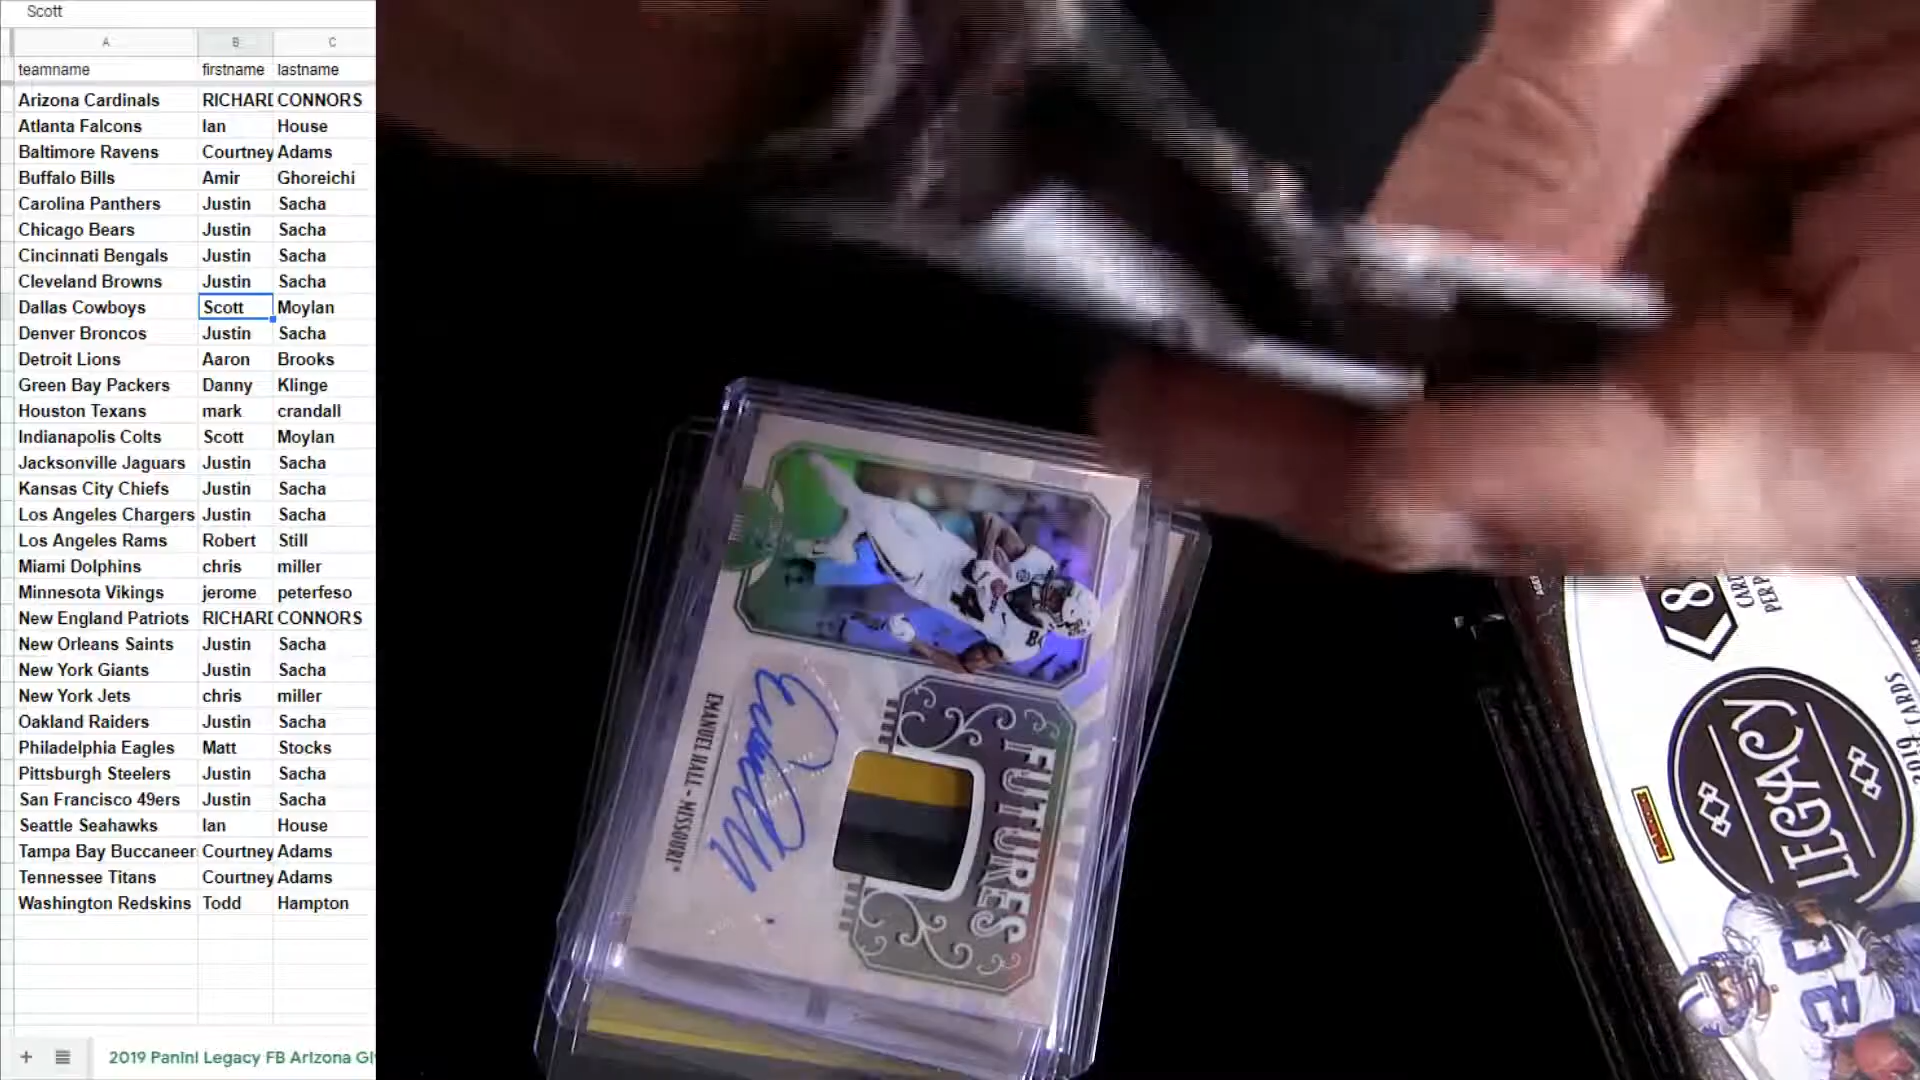 Scott
A B C
teamname firstname lastname
Arizona Cardinals RICHARD CONNORS
Atlanta Falcons Ian House
Baltimore Ravens Courtney Adams
Buffalo Bills Amir Ghoreichi
Carolina Panthers Justin Sacha
Chicago Bears Justin Sacha
Cincinnati Bengals Justin Sacha
Cleveland Browns Justin Sacha
Dallas Cowboys Scott Moylan
Denver Broncos Justin Sacha
Detroit Lions Aaron Brooks
Green Bay Packers Danny Klinge
Houston Texans mark crandall
Indianapolis Colts Scott Moylan
Jacksonville Jaguars Justin Sacha
Kansas City Chiefs Justin Sacha
Los Angeles Chargers Justin Sacha
Los Angeles Rams Robert Still
Miami Dolphins chris miller
Minnesota Vikings jerome peterfeso
New England Patriots RICHARD CONNORS
New Orleans Saints Justin Sacha
New York Giants Justin Sacha
New York Jets chris miller
Oakland Raiders Justin Sacha
Philadelphia Eagles Matt Stocks
Pittsburgh Steelers Justin Sacha
San Francisco 49ers Justin Sacha
Seattle Seahawks Ian House
Tampa Bay Buccaneer Courtney Adams
Tennessee Titans Courtney Adams
Washington Redskins Todd Hampton
2019 Panini Legacy FB Arizona Gi
FUTURES
EMANUEL HALL - MISSOURI
8
CARD
PER P
LEGACY
2019
CARDS
PANINI
20